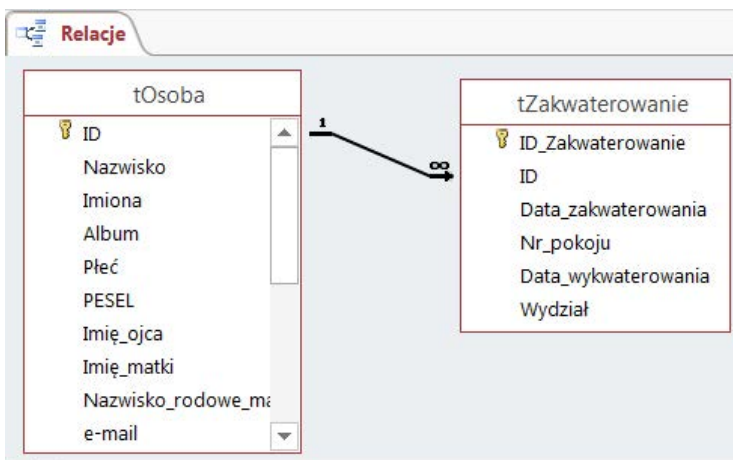 Relacje
tOsoba
ID
Nazwisko
Imiona
Album
Płeć
PESEL
Imię_ojca
Imię_matki
Nazwisko_rodowe_ma
e-mail
1
∞
tZakwaterowanie
ID_Zakwaterowanie
ID
Data_zakwaterowania
Nr_pokoju
Data_wykwaterowania
Wydział